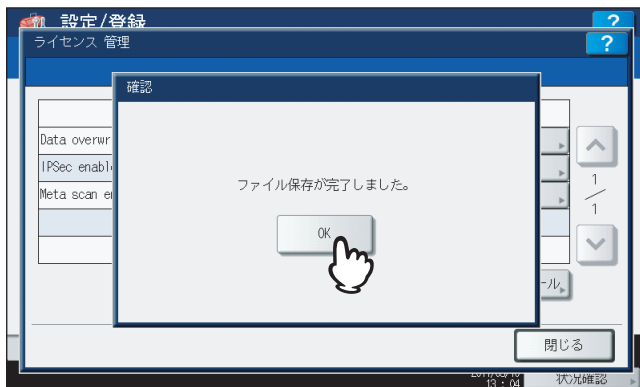 設定/登録
?
ライセンス 管理
?
確認
Data overwr
IPSec enabl
Meta scan e
ファイル保存が完了しました。
OK
1
1
ール
閉じる
13:04
状況確認